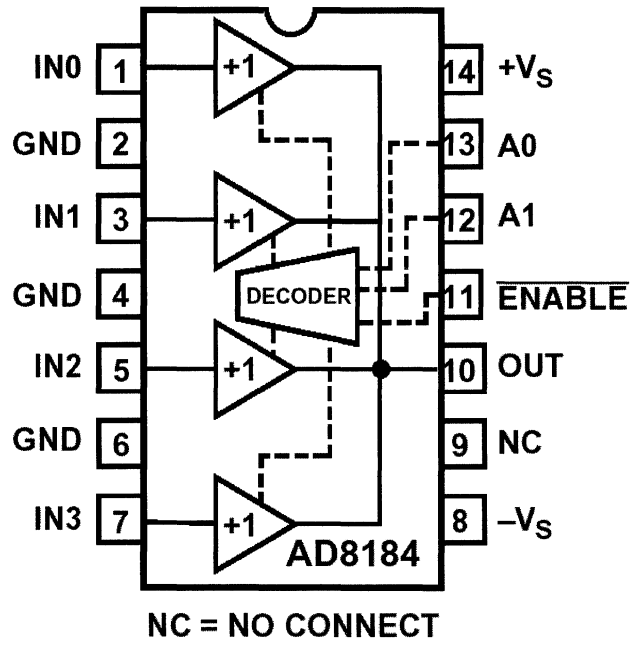 IN0 1 +1 14 +VS
GND 2 13 A0
IN1 3 +1 12 A1
GND 4 DECODER 11 ENABLE
IN2 5 +1 10 OUT
GND 6 9 NC
IN3 7 +1 8 –VS
AD8184
NC = NO CONNECT